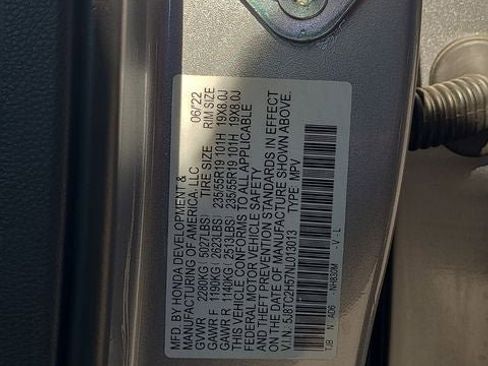 MFD. BY HONDA DEVELOPMENT &
MANUFACTURING OF AMERICA, LLC 06/22
GVWR 2280KG(5027LBS) TIRE SIZE RIM SIZE
GAWR F 1190KG(2623LBS) 235/55R19 101H 19X8.0J
GAWR R 1140KG(2513LBS) 235/55R19 101H 19X8.0J
THIS VEHICLE CONFORMS TO ALL APPLICABLE
FEDERAL MOTOR VEHICLE SAFETY
AND THEFT PREVENTION STANDARDS IN EFFECT
ON THE DATE OF MANUFACTURE SHOWN ABOVE.
V.I.N.: 5J8TC2H57NL013013 TYPE: MPV
TJB N AD6 NH830M -V-L